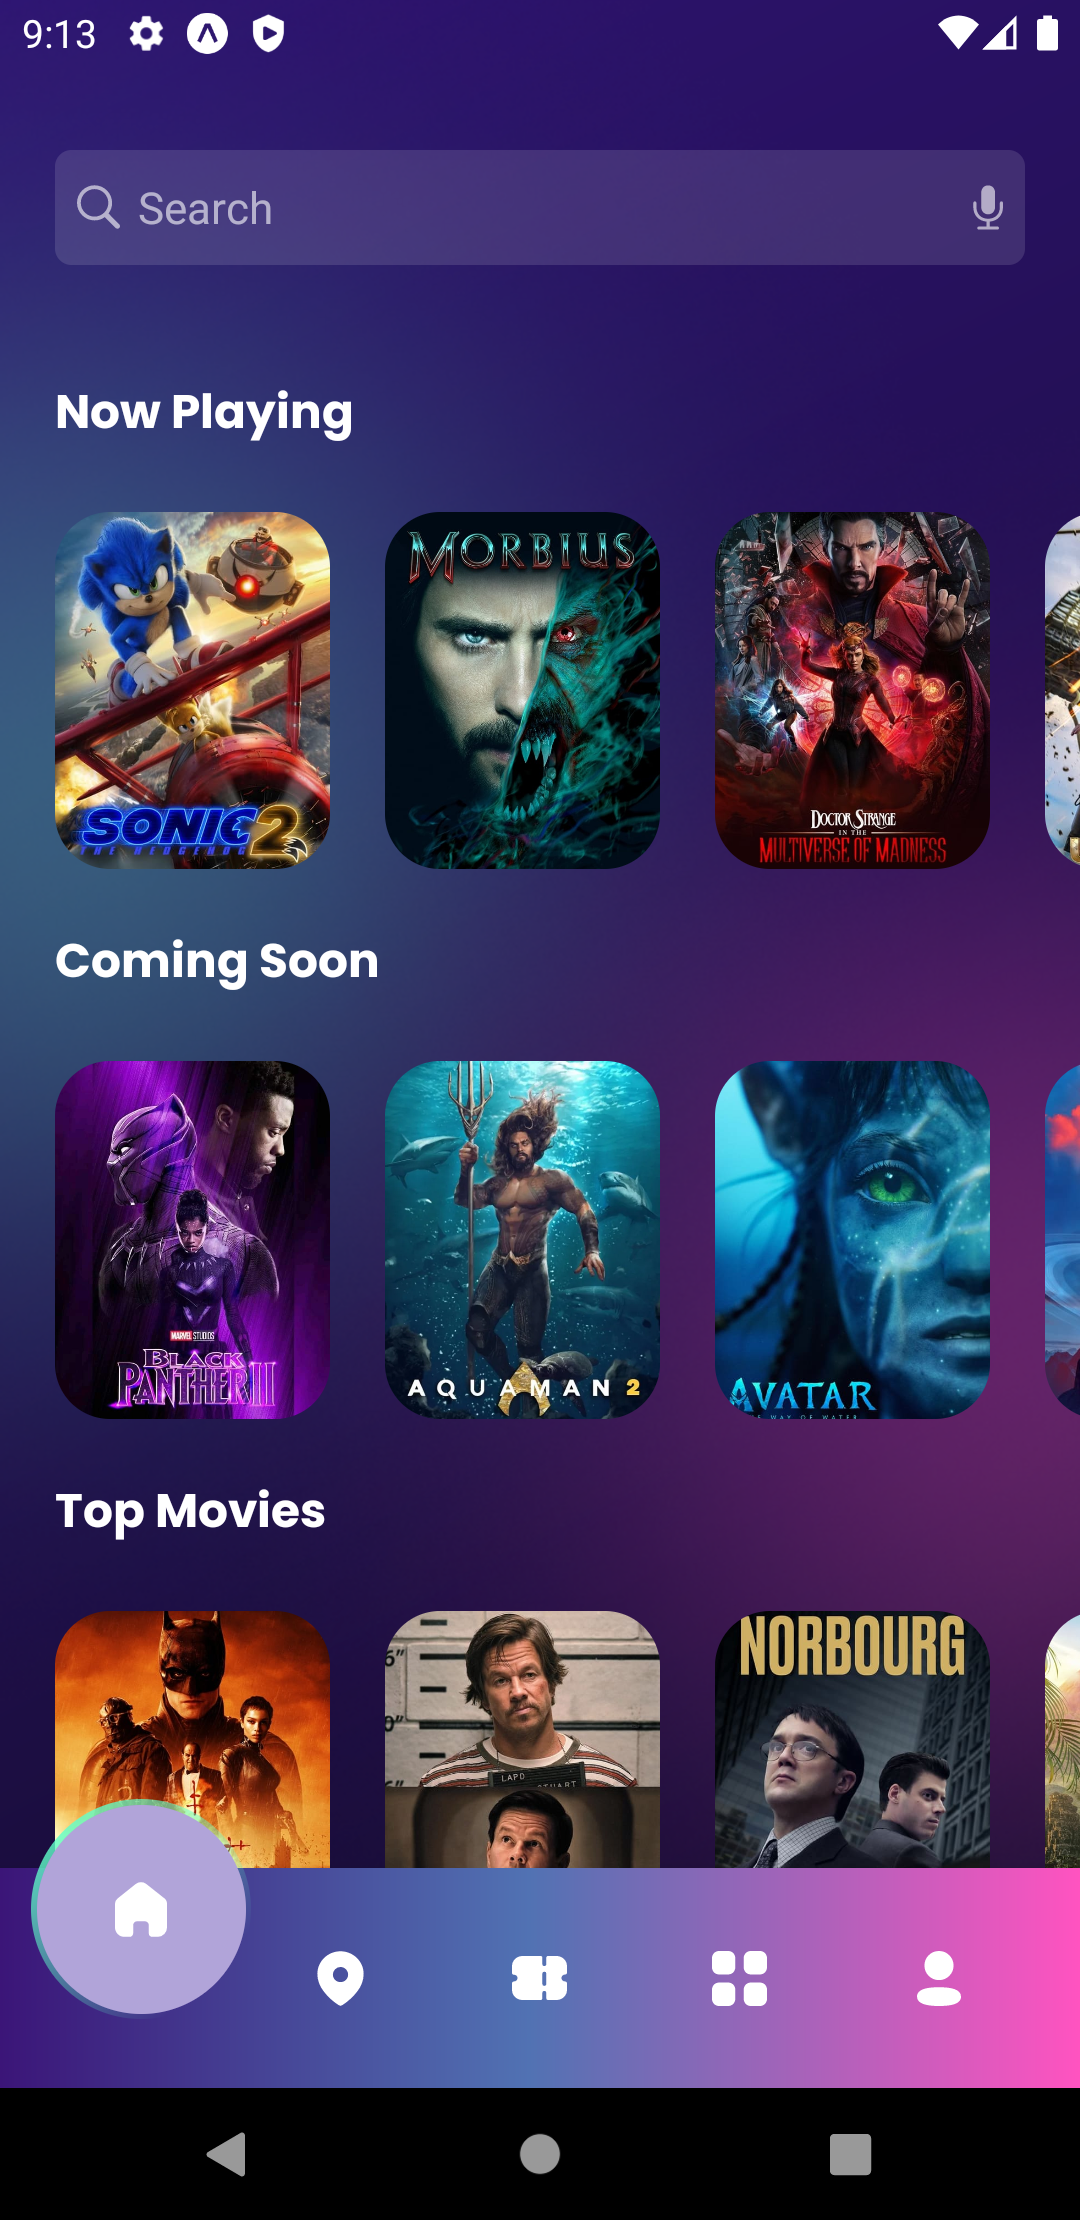 9:13
Search
Now Playing
SONIC 2
THE HEDGEHOG
MORBIUS
DOCTOR STRANGE
IN THE
MULTIVERSE OF MADNESS
Coming Soon
MARVEL STUDIOS
BLACK
PANTHER II
AQUAMAN 2
AVATAR
WAY OF WATER
Top Movies
LAPD
NORBOURG